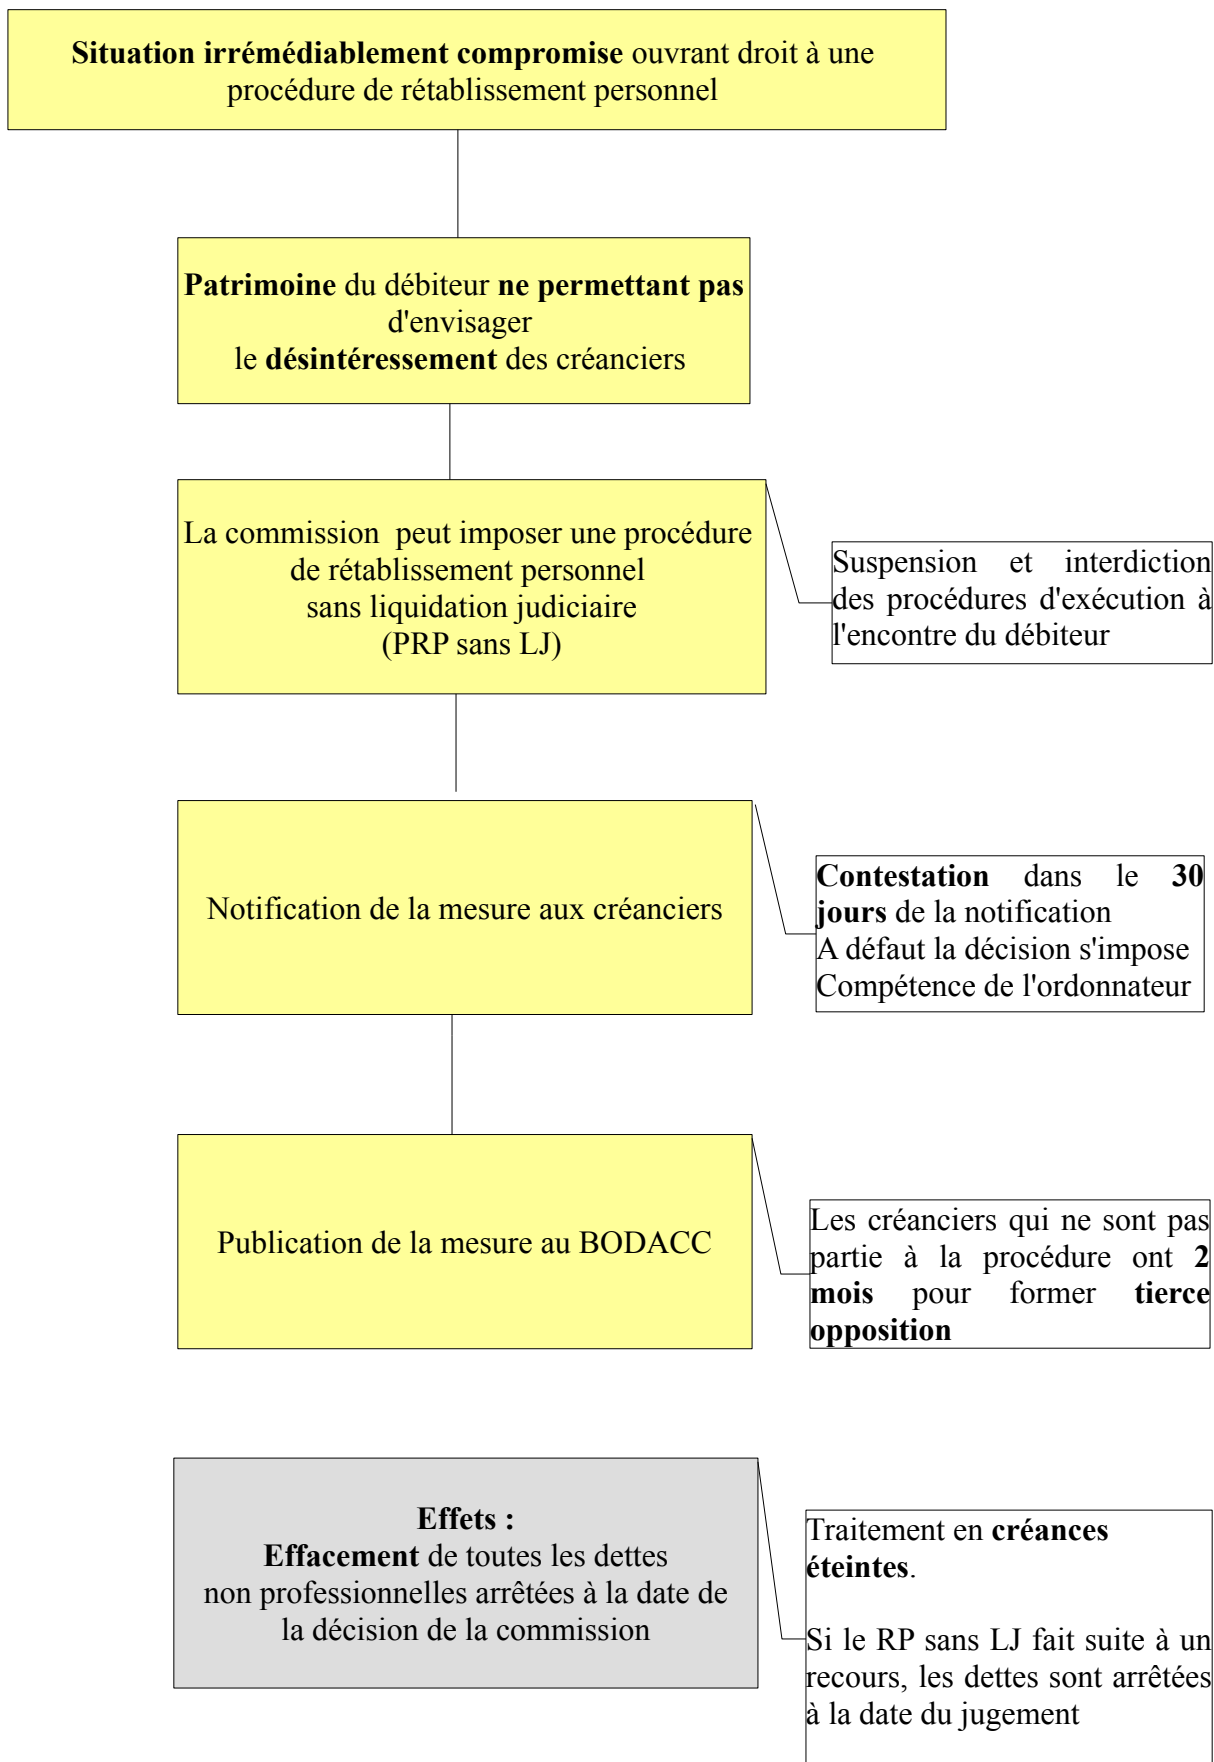 Situation irrémédiablement compromise ouvrant droit à une
procédure de rétablissement personnel
Patrimoine du débiteur ne permettant pas
d'envisager
le désintéressement des créanciers
La commission  peut imposer une procédure
de rétablissement personnel
sans liquidation judiciaire
(PRP sans LJ)
Suspension et interdiction
des procédures d'exécution à
l'encontre du débiteur
Notification de la mesure aux créanciers
Contestation dans le 30
jours de la notification
A défaut la décision s'impose
Compétence de l'ordonnateur
Publication de la mesure au BODACC
Les créanciers qui ne sont pas
partie à la procédure ont 2
mois pour former tierce
opposition
Effets :
Effacement de toutes les dettes
non professionnelles arrêtées à la date de
la décision de la commission
Traitement en créances
éteintes.
Si le RP sans LJ fait suite à un
recours, les dettes sont arrêtées
à la date du jugement